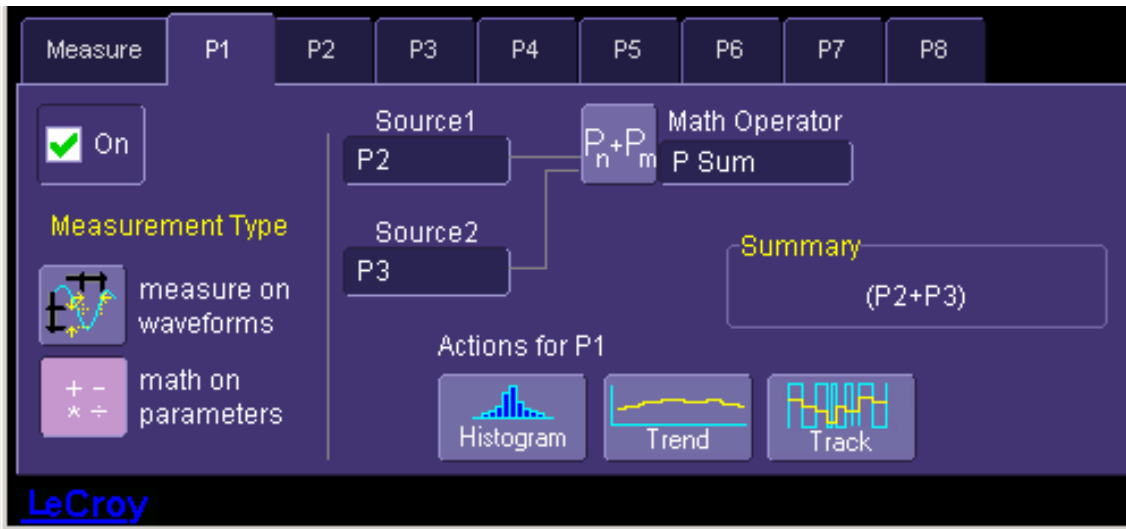 Measure P1 P2 P3 P4 P5 P6 P7 P8
On
Measurement Type
measure on
waveforms
+ -
* ÷
math on
parameters
Source1
P2
Source2
P3
Pn+Pm
Math Operator
P Sum
Summary
(P2+P3)
Actions for P1
Histogram
Trend
Track
LeCroy